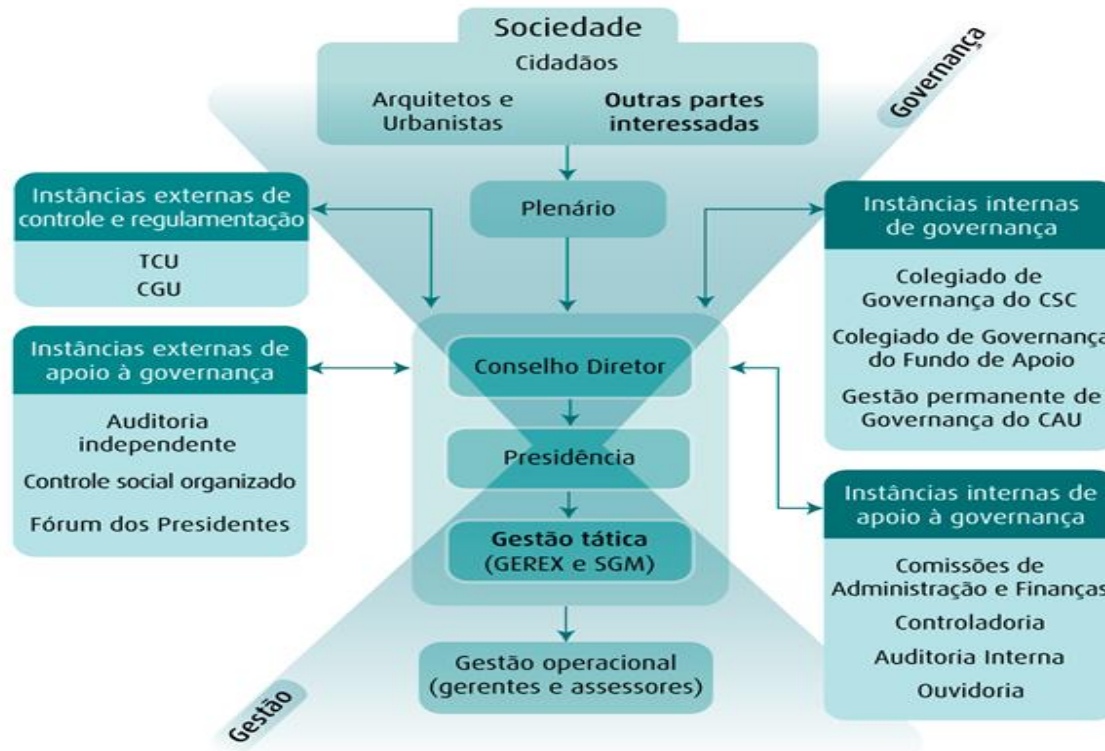 Sociedade
Cidadãos
Arquitetos e
Urbanistas
Outras partes
interessadas
Governança
Plenário
Instâncias externas de
controle e regulamentação
TCU
CGU
Instâncias externas de
apoio à governança
Auditoria
independente
Controle social organizado
Fórum dos Presidentes
Conselho Diretor
Presidência
Gestão tática
(GEREX e SGM)
Gestão operacional
(gerentes e assessores)
Gestão
Instâncias internas
de governança
Colegiado de
Governança do CSC
Colegiado de Governança
do Fundo de Apoio
Gestão permanente de
Governança do CAU
Instâncias internas de
apoio à governança
Comissões de
Administração e Finanças
Controladoria
Auditoria Interna
Ouvidoria